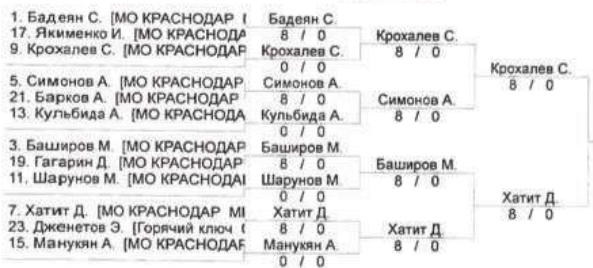 1. Бадеян С. [МО КРАСНОДАР
17. Якименко И. [МО КРАСНОДА
9. Крохалев С. [МО КРАСНОДАР
5. Симонов А. [МО КРАСНОДАР
21. Барков А. [МО КРАСНОДАР
13. Кульбида А. [МО КРАСНОДА
3. Баширов М. [МО КРАСНОДАР
19. Гагарин Д. [МО КРАСНОДАР
11. Шарунов М. [МО КРАСНОДАР
7. Хатит Д. [МО КРАСНОДАР
23. Дженетов Э. [Горячий ключ
15. Манукян А. [МО КРАСНОДАР
Бадеян С.
8 / 0
Крохалев С.
0 / 0
Симонов А.
8 / 0
Кульбида А.
0 / 0
Баширов М.
8 / 0
Шарунов М.
0 / 0
Хатит Д.
8 / 0
Манукян А.
0 / 0
Крохалев С.
8 / 0
Симонов А.
8 / 0
Баширов М.
8 / 0
Хатит Д.
8 / 0
Крохалев С.
8 / 0
Хатит Д.
8 / 0